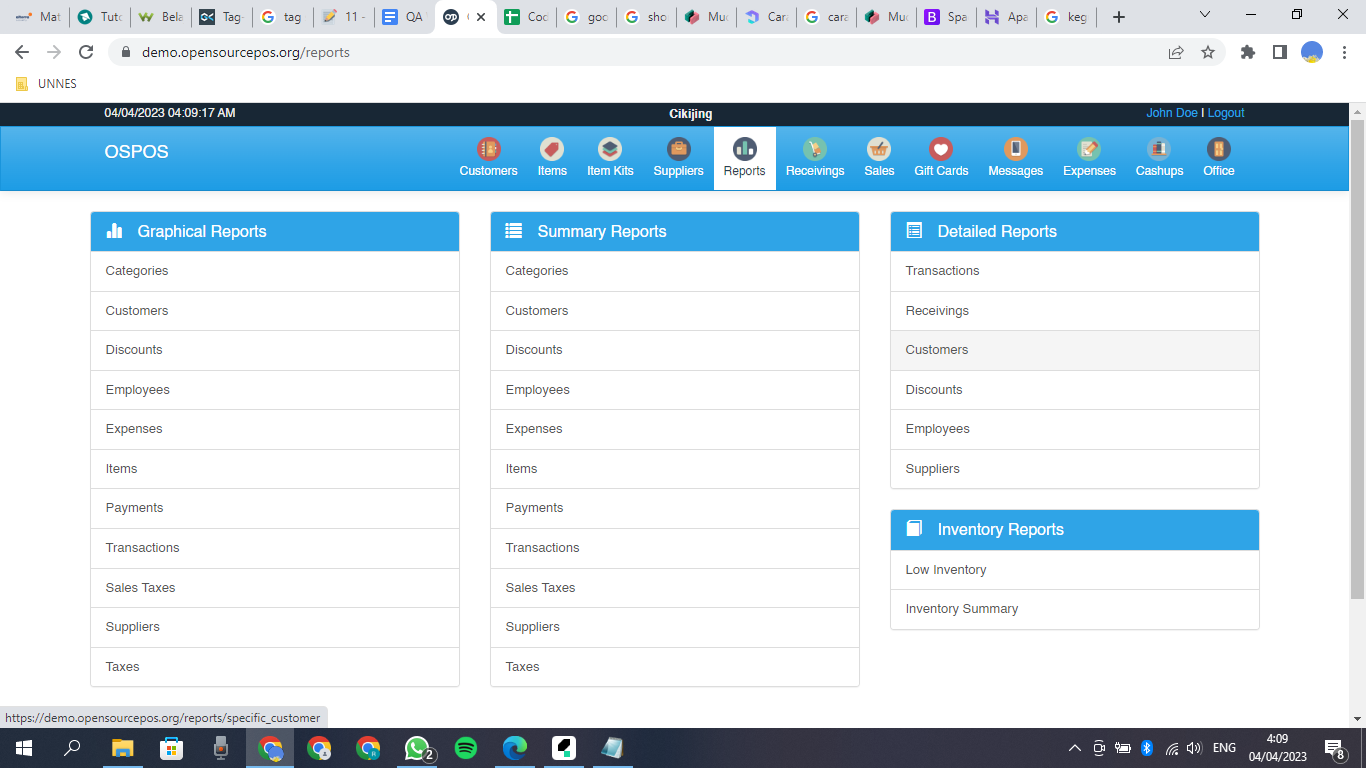 Mat
Tuto
Bela
Tag-
tag
11 -
QA
Cod
goo
sho
Muc
Cara
cara
Muc
Spa
Apa
keg
demo.opensourcepos.org/reports
UNNES
04/04/2023 04:09:17 AM
Cikijing
John Doe | Logout
OSPOS
Customers
Items
Item Kits
Suppliers
Reports
Receivings
Sales
Gift Cards
Messages
Expenses
Cashups
Office
Graphical Reports
Categories
Customers
Discounts
Employees
Expenses
Items
Payments
Transactions
Sales Taxes
Suppliers
Taxes
Summary Reports
Categories
Customers
Discounts
Employees
Expenses
Items
Payments
Transactions
Sales Taxes
Suppliers
Taxes
Detailed Reports
Transactions
Receivings
Customers
Discounts
Employees
Suppliers
Inventory Reports
Low Inventory
Inventory Summary
https://demo.opensourcepos.org/reports/specific_customer
2
ENG
4:09
04/04/2023
8